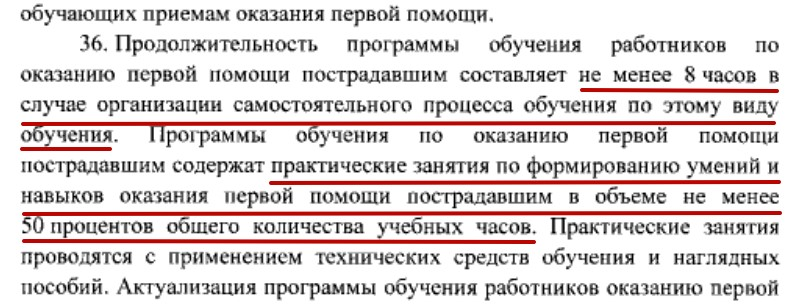 обучающих приемам оказания первой помощи.
36. Продолжительность программы обучения работников по
оказанию первой помощи пострадавшим составляет не менее 8 часов в
случае организации самостоятельного процесса обучения по этому виду
обучения. Программы обучения по оказанию первой помощи
пострадавшим содержат практические занятия по формированию умений и
навыков оказания первой помощи пострадавшим в объеме не менее
50 процентов общего количества учебных часов. Практические занятия
проводятся с применением технических средств обучения и наглядных
пособий. Актуализация программы обучения работников оказанию первой